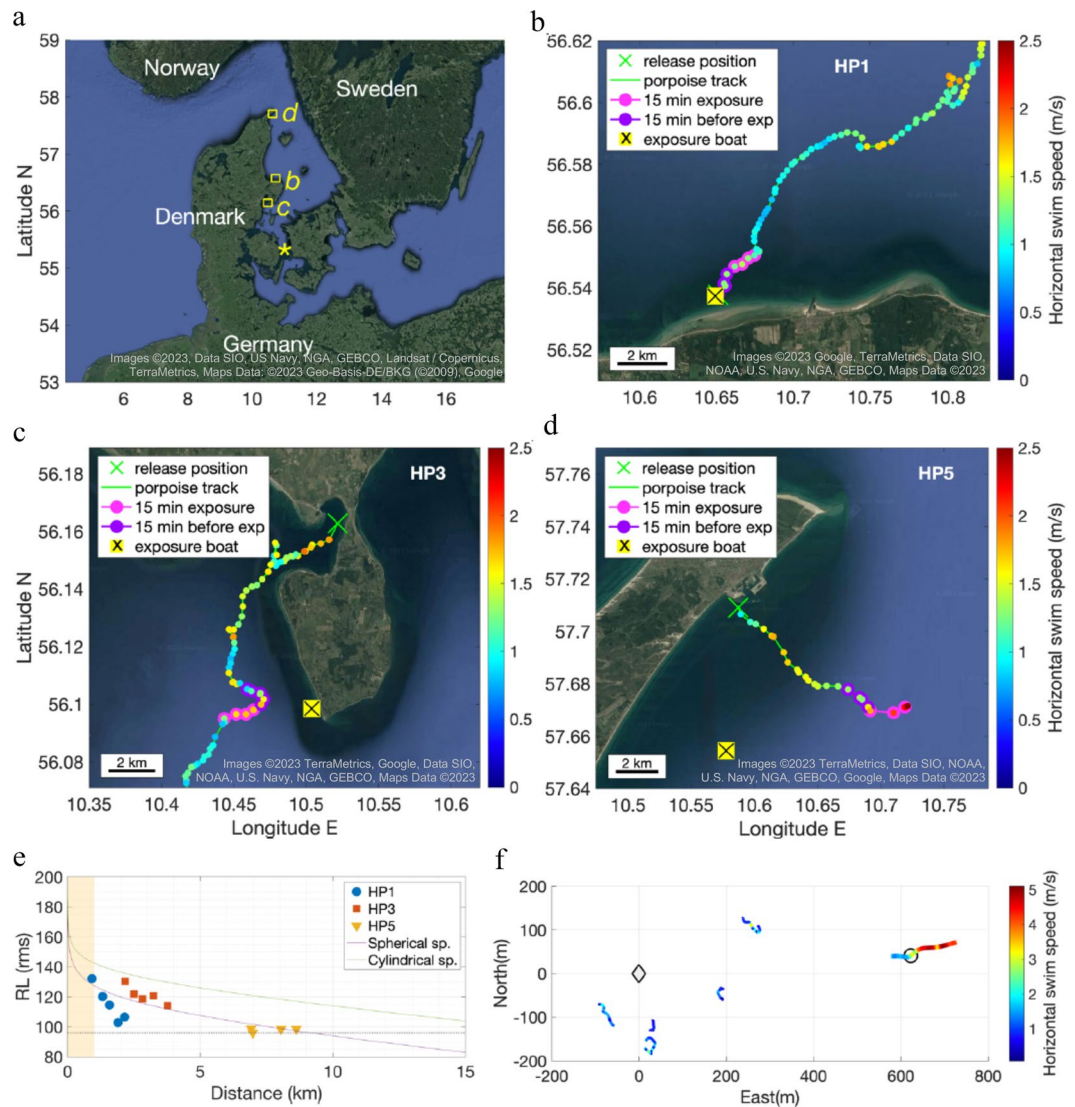 a
59
58
57
56
55
54
53
Latitude N
Norway
Sweden
Denmark
Germany
d
b
c
*
Images ©2023, Data SIO, US Navy, NGA, GEBCO, Landsat / Copernicus,
TerraMetrics, Maps Data: ©2023 Geo-Basis-DE/BKG (©2009), Google
6 8 10 12 14 16
b
56.62
56.6
56.58
56.56
56.54
56.52
release position
porpoise track
15 min exposure
15 min before exp
exposure boat
HP1
2 km
Images ©2023 Google, TerraMetrics, Data SIO,
NOAA, U.S. Navy, NGA, GEBCO, Maps Data ©2023
10.6 10.65 10.7 10.75 10.8
2.5
2
1.5
1
0.5
0
Horizontal swim speed (m/s)
c
56.18
56.16
56.14
56.12
56.1
56.08
Latitude N
release position
porpoise track
15 min exposure
15 min before exp
exposure boat
HP3
2 km
Images ©2023 TerraMetrics, Google, Data SIO,
NOAA, U.S. Navy, NGA, GEBCO, Maps Data ©2023
10.35 10.4 10.45 10.5 10.55 10.6
Longitude E
2.5
2
1.5
1
0.5
0
d
57.76
57.74
57.72
57.7
57.68
57.66
57.64
release position
porpoise track
15 min exposure
15 min before exp
exposure boat
HP5
2 km
Images ©2023 TerraMetrics, Data SIO, NOAA,
U.S. Navy, NGA, GEBCO, Google, Maps Data ©2023
10.5 10.55 10.6 10.65 10.7 10.75
Longitude E
2.5
2
1.5
1
0.5
0
Horizontal swim speed (m/s)
e
200
180
160
140
120
100
80
60
RL (rms)
HP1
HP3
HP5
Spherical sp.
Cylindrical sp.
0 5 10 15
Distance (km)
f
200
100
0
-100
-200
North(m)
-200 0 200 400 600 800
East(m)
5
4
3
2
1
Horizontal swim speed (m/s)